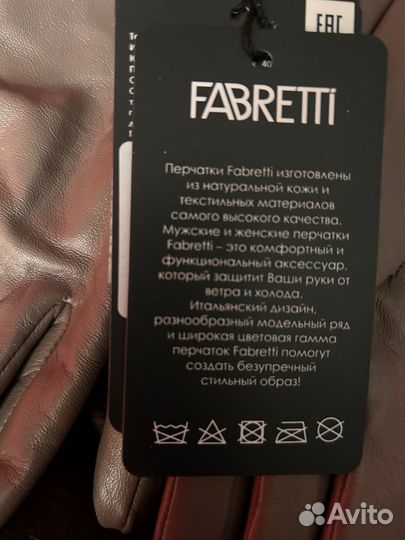 EAC
40
FABRETTI
Перчатки Fabretti изготовлены
из натуральной кожи и
текстильных материалов
самого высокого качества.
Мужские и женские перчатки
Fabretti – это комфортный и
функциональный аксессуар,
который защитит Ваши руки от
ветра и холода.
Итальянский дизайн,
разнообразный модельный ряд
и широкая цветовая гамма
перчаток Fabretti помогут
создать безупречный
стильный образ!
Avito